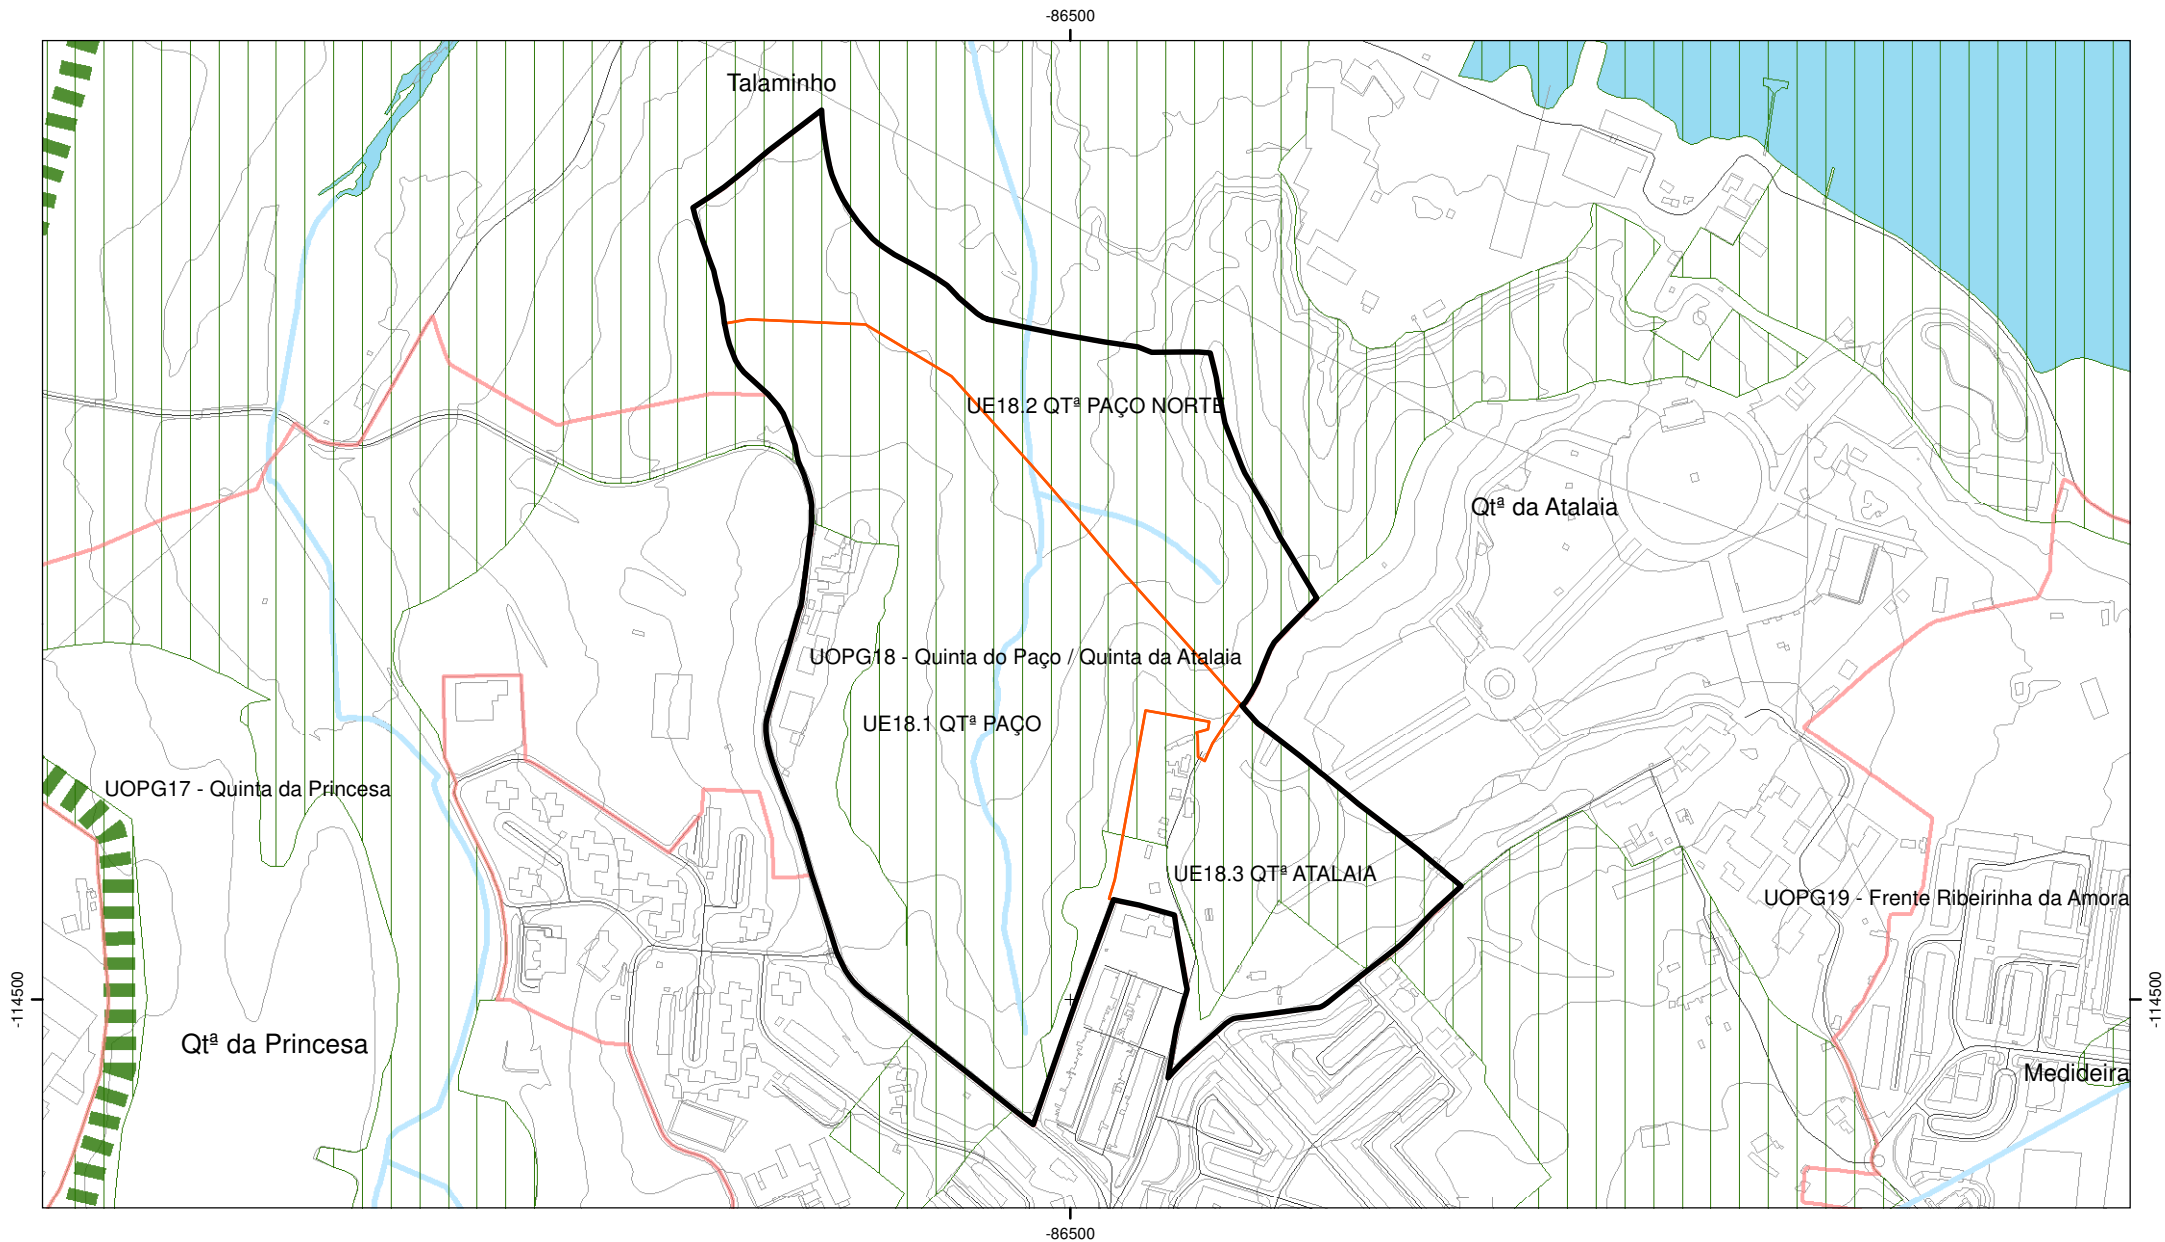 -86500
Talaminho
UE18.2 QTª PAÇO NORTE
Qtª da Atalaia
UOPG18 - Quinta do Paço / Quinta da Atalaia
UE18.1 QTª PAÇO
UOPG17 - Quinta da Princesa
UE18.3 QTª ATALAIA
UOPG19 - Frente Ribeirinha da Amora
-114500
-114500
Qtª da Princesa
Medideira
-86500